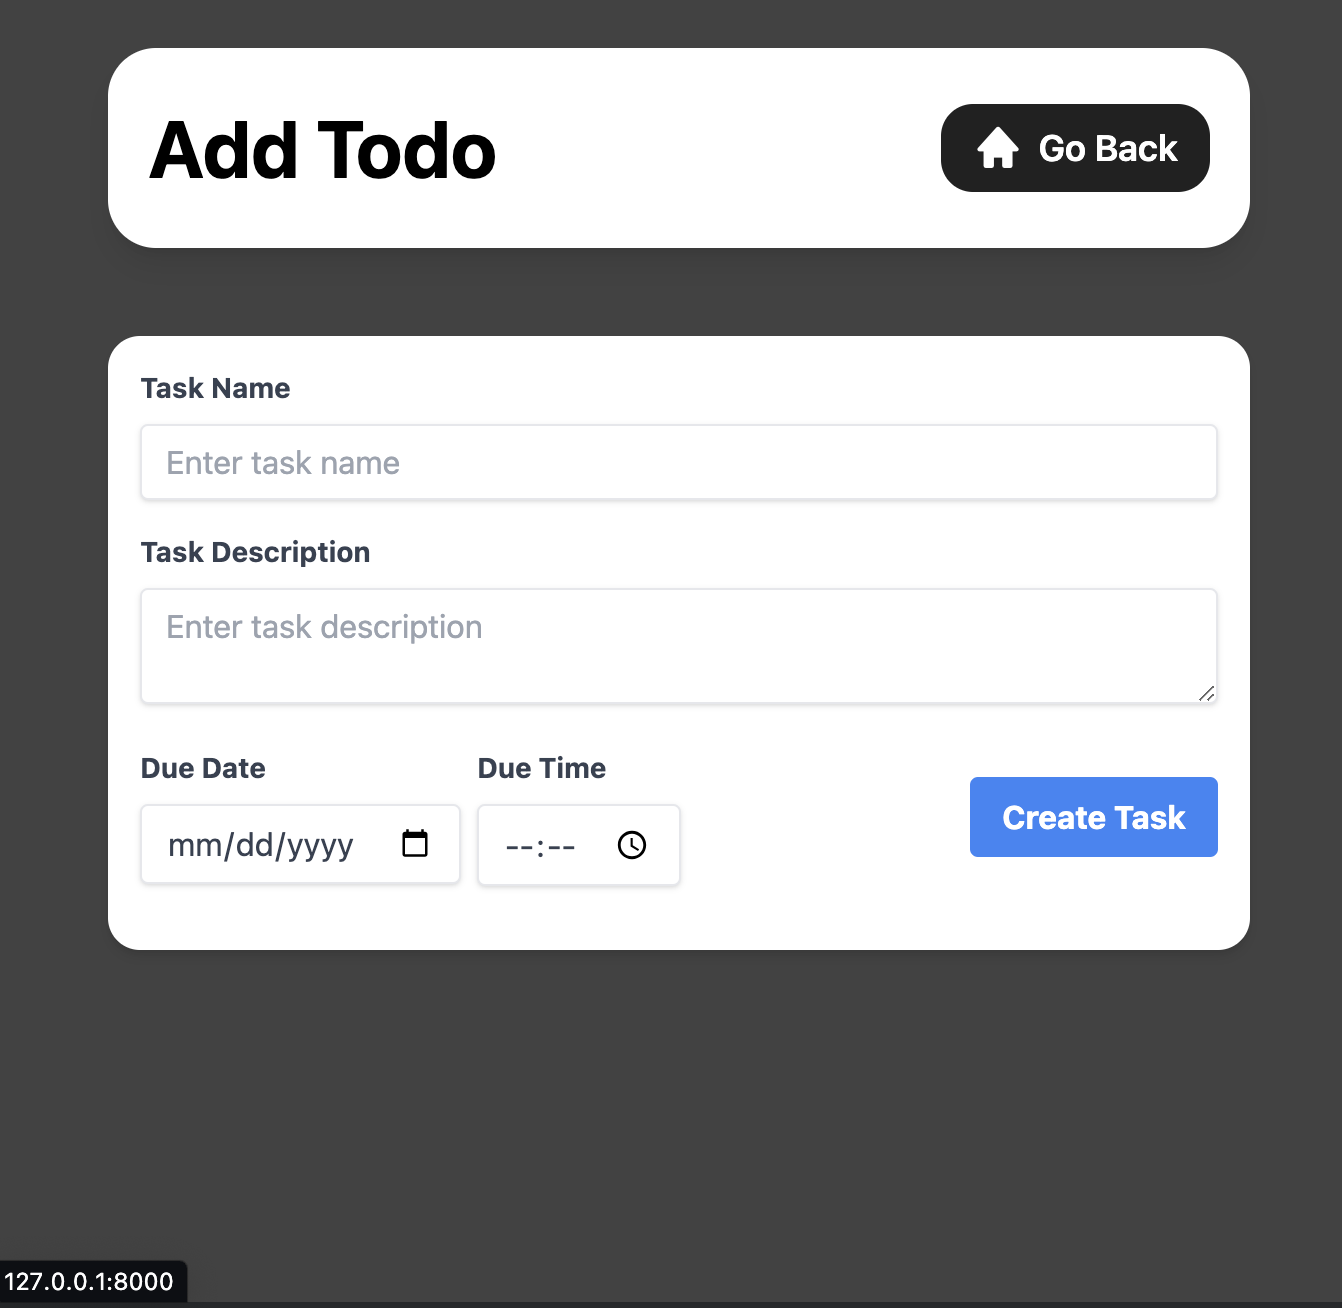 Add Todo
Go Back
Task Name
Enter task name
Task Description
Enter task description
Due Date
Due Time
mm/dd/yyyy
--:--
Create Task
127.0.0.1:8000